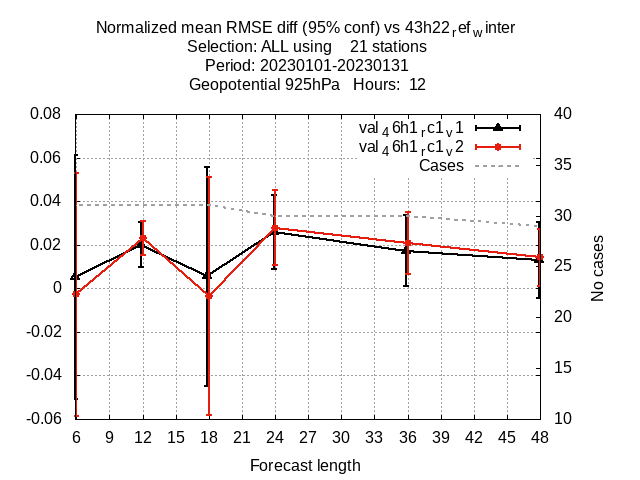 Normalized mean RMSE diff (95% conf) vs 43h22refwinter
Selection: ALL using 21 stations
Period: 20230101-20230131
Geopotential 925hPa Hours: 12
val46h1rc1v1
val46h1rc1v2
Cases
0.08
0.06
0.04
0.02
0
-0.02
-0.04
-0.06
40
35
30
25
20
15
10
No cases
6 9 12 15 18 21 24 27 30 33 36 39 42 45 48
Forecast length